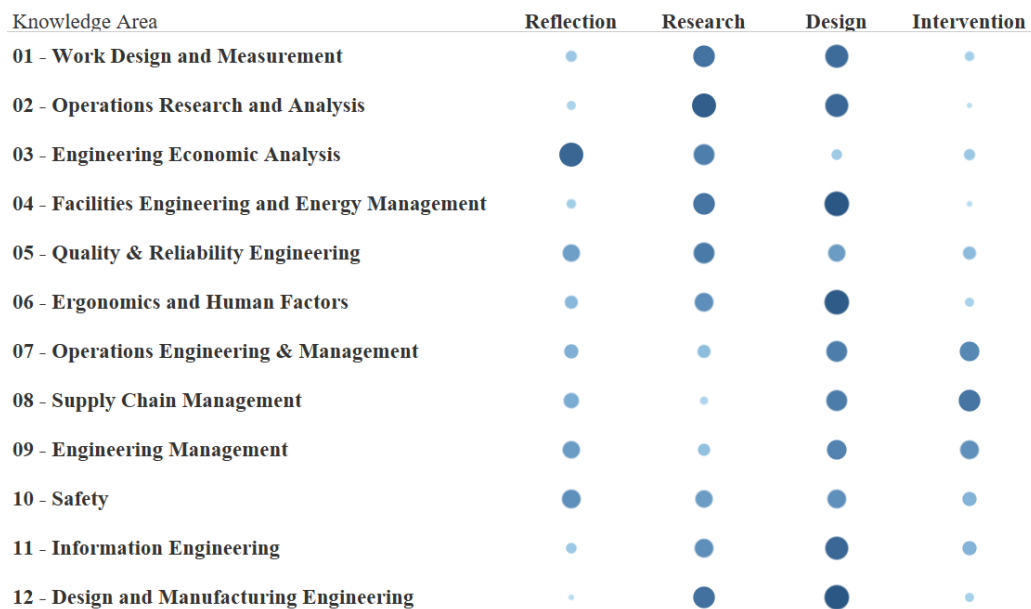 Knowledge Area Reflection Research Design Intervention
01 - Work Design and Measurement
02 - Operations Research and Analysis
03 - Engineering Economic Analysis
04 - Facilities Engineering and Energy Management
05 - Quality & Reliability Engineering
06 - Ergonomics and Human Factors
07 - Operations Engineering & Management
08 - Supply Chain Management
09 - Engineering Management
10 - Safety
11 - Information Engineering
12 - Design and Manufacturing Engineering